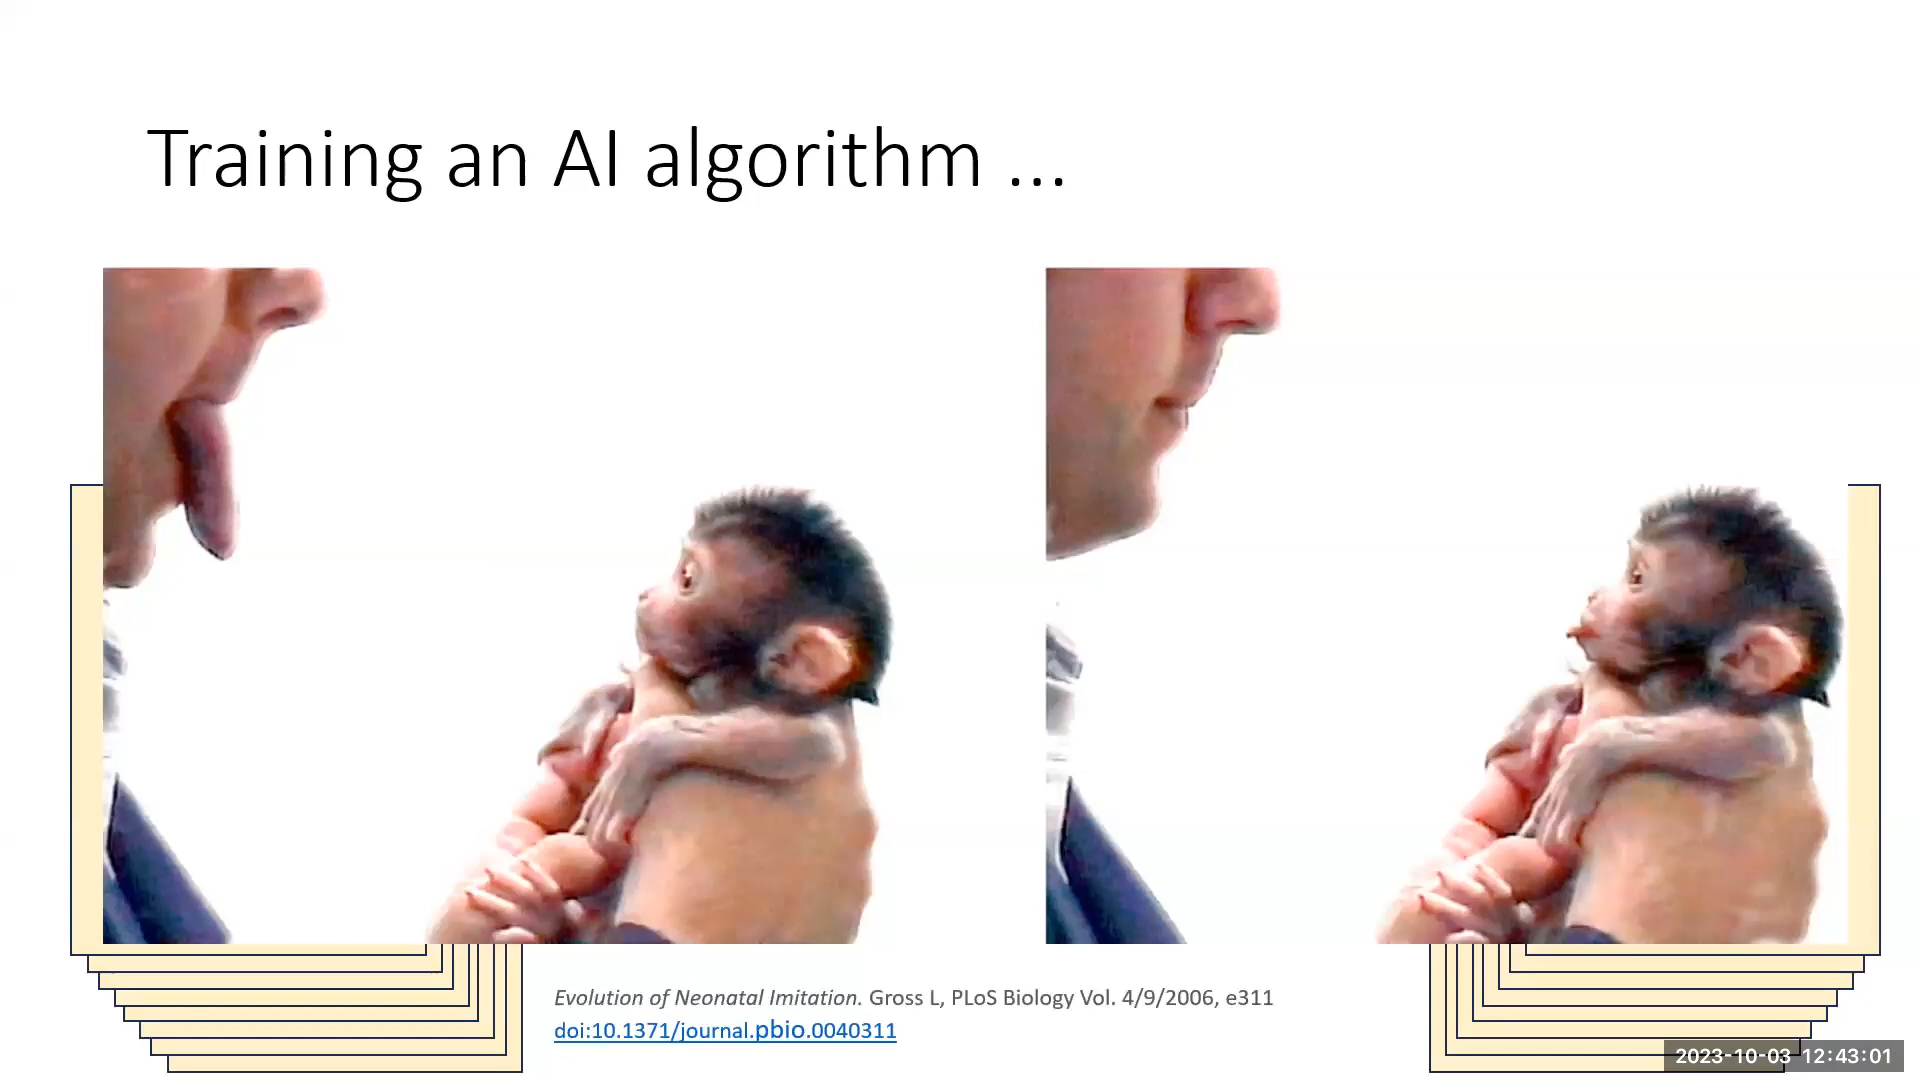 Training an AI algorithm ...
Evolution of Neonatal Imitation. Gross L, PLoS Biology Vol. 4/9/2006, e311
doi:10.1371/journal.pbio.0040311
2023-10-03 12:43:01